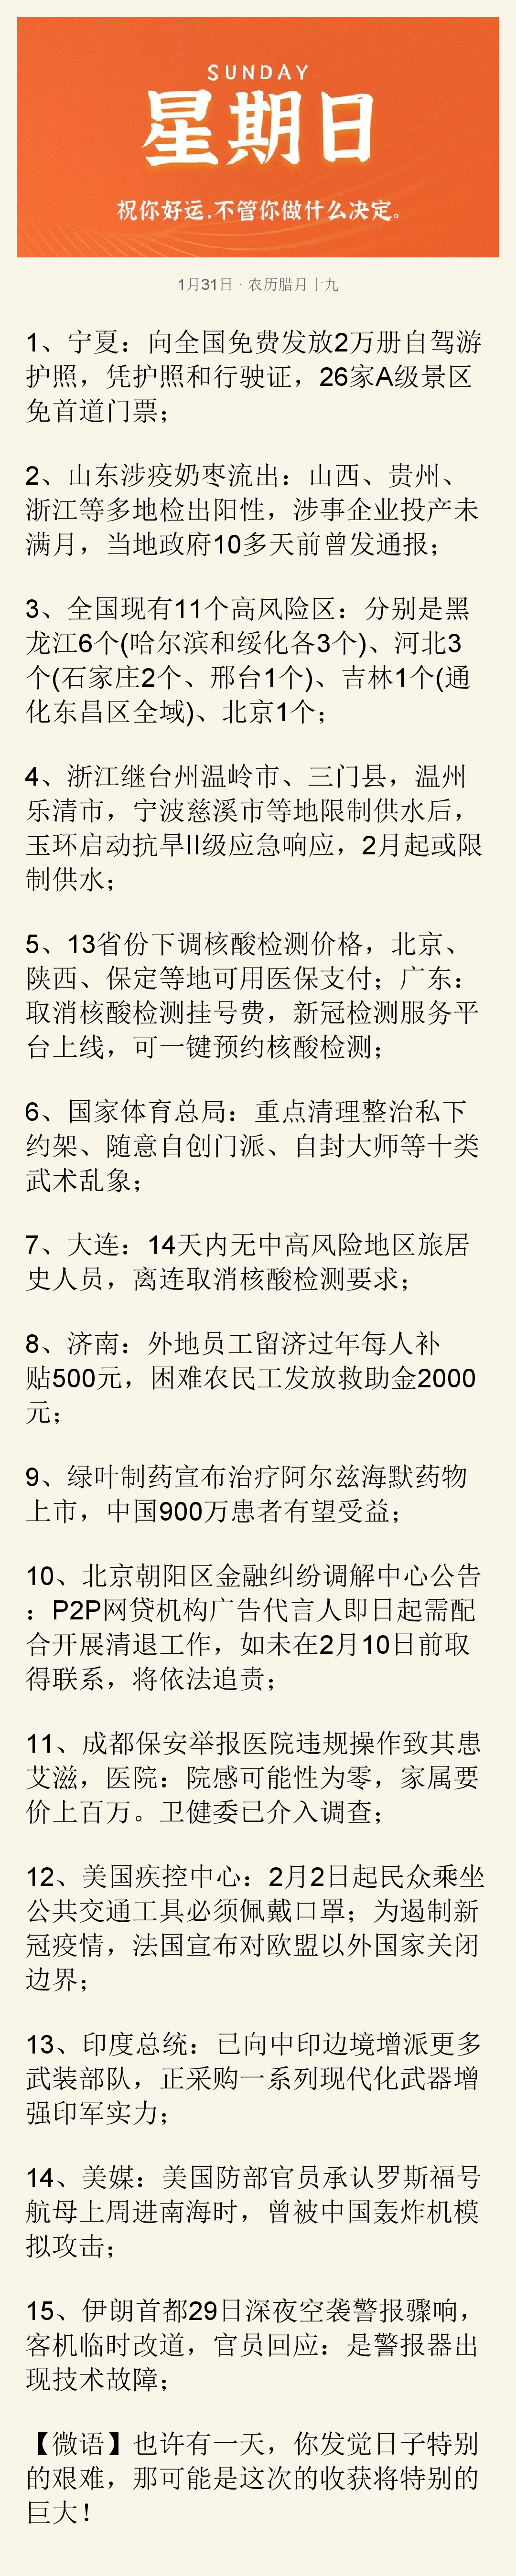 SUNDAY
星期日
祝你好运,不管你做什么决定。
1月31日 · 农历腊月十九
1、宁夏：向全国免费发放2万册自驾游
护照，凭护照和行驶证，26家A级景区
免首道门票；
2、山东涉疫奶枣流出：山西、贵州、
浙江等多地检出阳性，涉事企业投产未
满月，当地政府10多天前曾发通报；
3、全国现有11个高风险区：分别是黑
龙江6个(哈尔滨和绥化各3个)、河北3
个(石家庄2个、邢台1个)、吉林1个(通
化东昌区全域)、北京1个；
4、浙江继台州温岭市、三门县，温州
乐清市，宁波慈溪市等地限制供水后，
玉环启动抗旱II级应急响应，2月起或限
制供水；
5、13省份下调核酸检测价格，北京、
陕西、保定等地可用医保支付；广东：
取消核酸检测挂号费，新冠检测服务平
台上线，可一键预约核酸检测；
6、国家体育总局：重点清理整治私下
约架、随意自创门派、自封大师等十类
武术乱象；
7、大连：14天内无中高风险地区旅居
史人员，离连取消核酸检测要求；
8、济南：外地员工留济过年每人补
贴500元，困难农民工发放救助金2000
元；
9、绿叶制药宣布治疗阿尔兹海默药物
上市，中国900万患者有望受益；
10、北京朝阳区金融纠纷调解中心公告
：P2P网贷机构广告代言人即日起需配
合开展清退工作，如未在2月10日前取
得联系，将依法追责；
11、成都保安举报医院违规操作致其患
艾滋，医院：院感可能性为零，家属要
价上百万。卫健委已介入调查；
12、美国疾控中心：2月2日起民众乘坐
公共交通工具必须佩戴口罩；为遏制新
冠疫情，法国宣布对欧盟以外国家关闭
边界；
13、印度总统：已向中印边境增派更多
武装部队，正采购一系列现代化武器增
强印军实力；
14、美媒：美国防部官员承认罗斯福号
航母上周进南海时，曾被中国轰炸机模
拟攻击；
15、伊朗首都29日深夜空袭警报骤响，
客机临时改道，官员回应：是警报器出
现技术故障；
【微语】也许有一天，你发觉日子特别
的艰难，那可能是这次的收获将特别的
巨大！